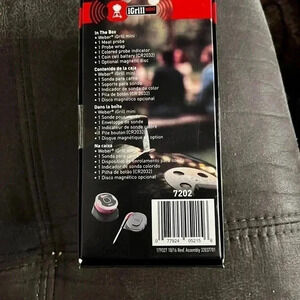 iGrill mini
In The Box
• Weber® iGrill mini
• 1 Meat probe
• 1 Probe wrap
• 1 Colored probe indicator
• 1 Coin cell battery (CR2032)
• 1 Optional magnetic disc
Contenido de la caja
• Weber® iGrill mini
• 1 Sonda para carne
• 1 Soporte para sonda
• 1 Indicador de sonda de color
• 1 Pila de botón (CR2032)
• 1 Disco magnético opcional
Dans la boîte
• Weber® iGrill mini
• 1 Sonde pour
• 1 Enveloppe de sonde
• 1 Indicateur de sonde coloré
• 1 Pile bouton (CR2032)
• 1 Disque magnétique en option
Na caixa
• Weber® iGrill mini
• 1 Sonda para
• 1 Dispositivo de enrolamento para
• 1 Indicador de sonda colorido
• 1 Pilha de botão (CR2032)
• 1 Disco magnético opcional
7202
0 77924 05215 8
Assembly